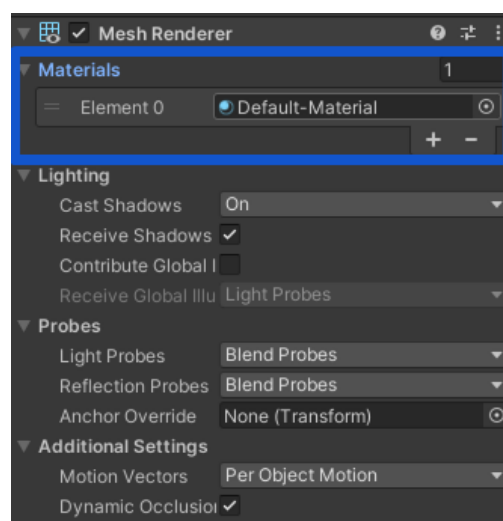 Mesh Renderer
Materials 1
Element 0 Default-Material
Lighting
Cast Shadows On
Receive Shadows
Contribute Global I
Receive Global Illu Light Probes
Probes
Light Probes Blend Probes
Reflection Probes Blend Probes
Anchor Override None (Transform)
Additional Settings
Motion Vectors Per Object Motion
Dynamic Occlusion